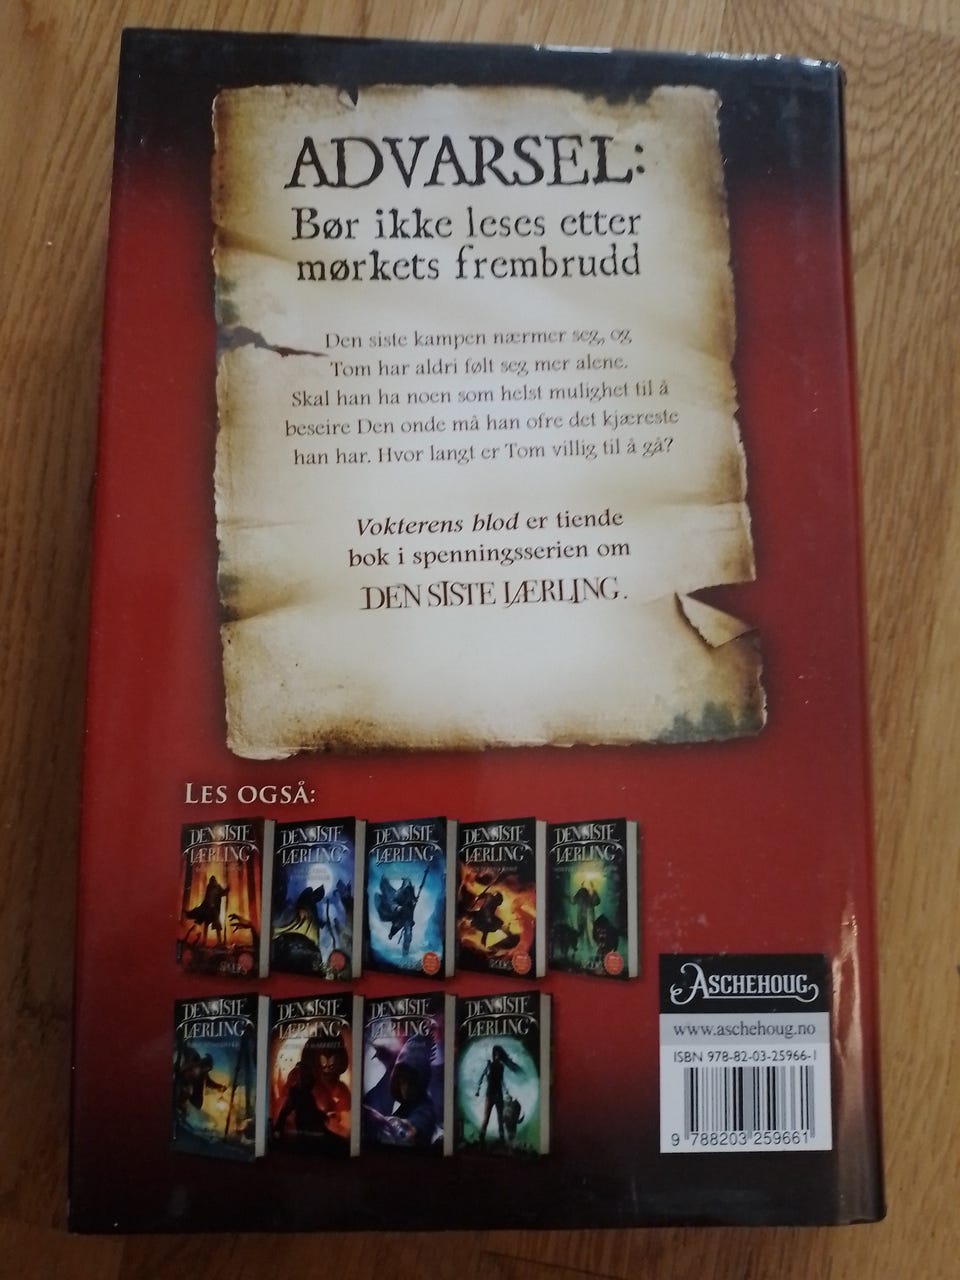 ADVARSEL:
Bør ikke leses etter
mørkets frembrudd
Den siste kampen nærmer seg, og
Tom har aldri følt seg mer alene.
Skal han ha noen som helst mulighet til å
beseire Den onde må han ofre det kjæreste
han har. Hvor langt er Tom villig til å gå?
Vokterens blod er tiende
bok i spenningsserien om
DEN SISTE LÆRLING.
LES OGSÅ:
DEN SISTE
LÆRLING
DEN SISTE
LÆRLING
DEN SISTE
LÆRLING
DEN SISTE
LÆRLING
DEN SISTE
LÆRLING
DEN SISTE
LÆRLING
DEN SISTE
LÆRLING
DEN SISTE
LÆRLING
DEN SISTE
LÆRLING
ASCHEHOUG
www.aschehoug.no
ISBN 978-82-03-25966-1
9 788203 259661